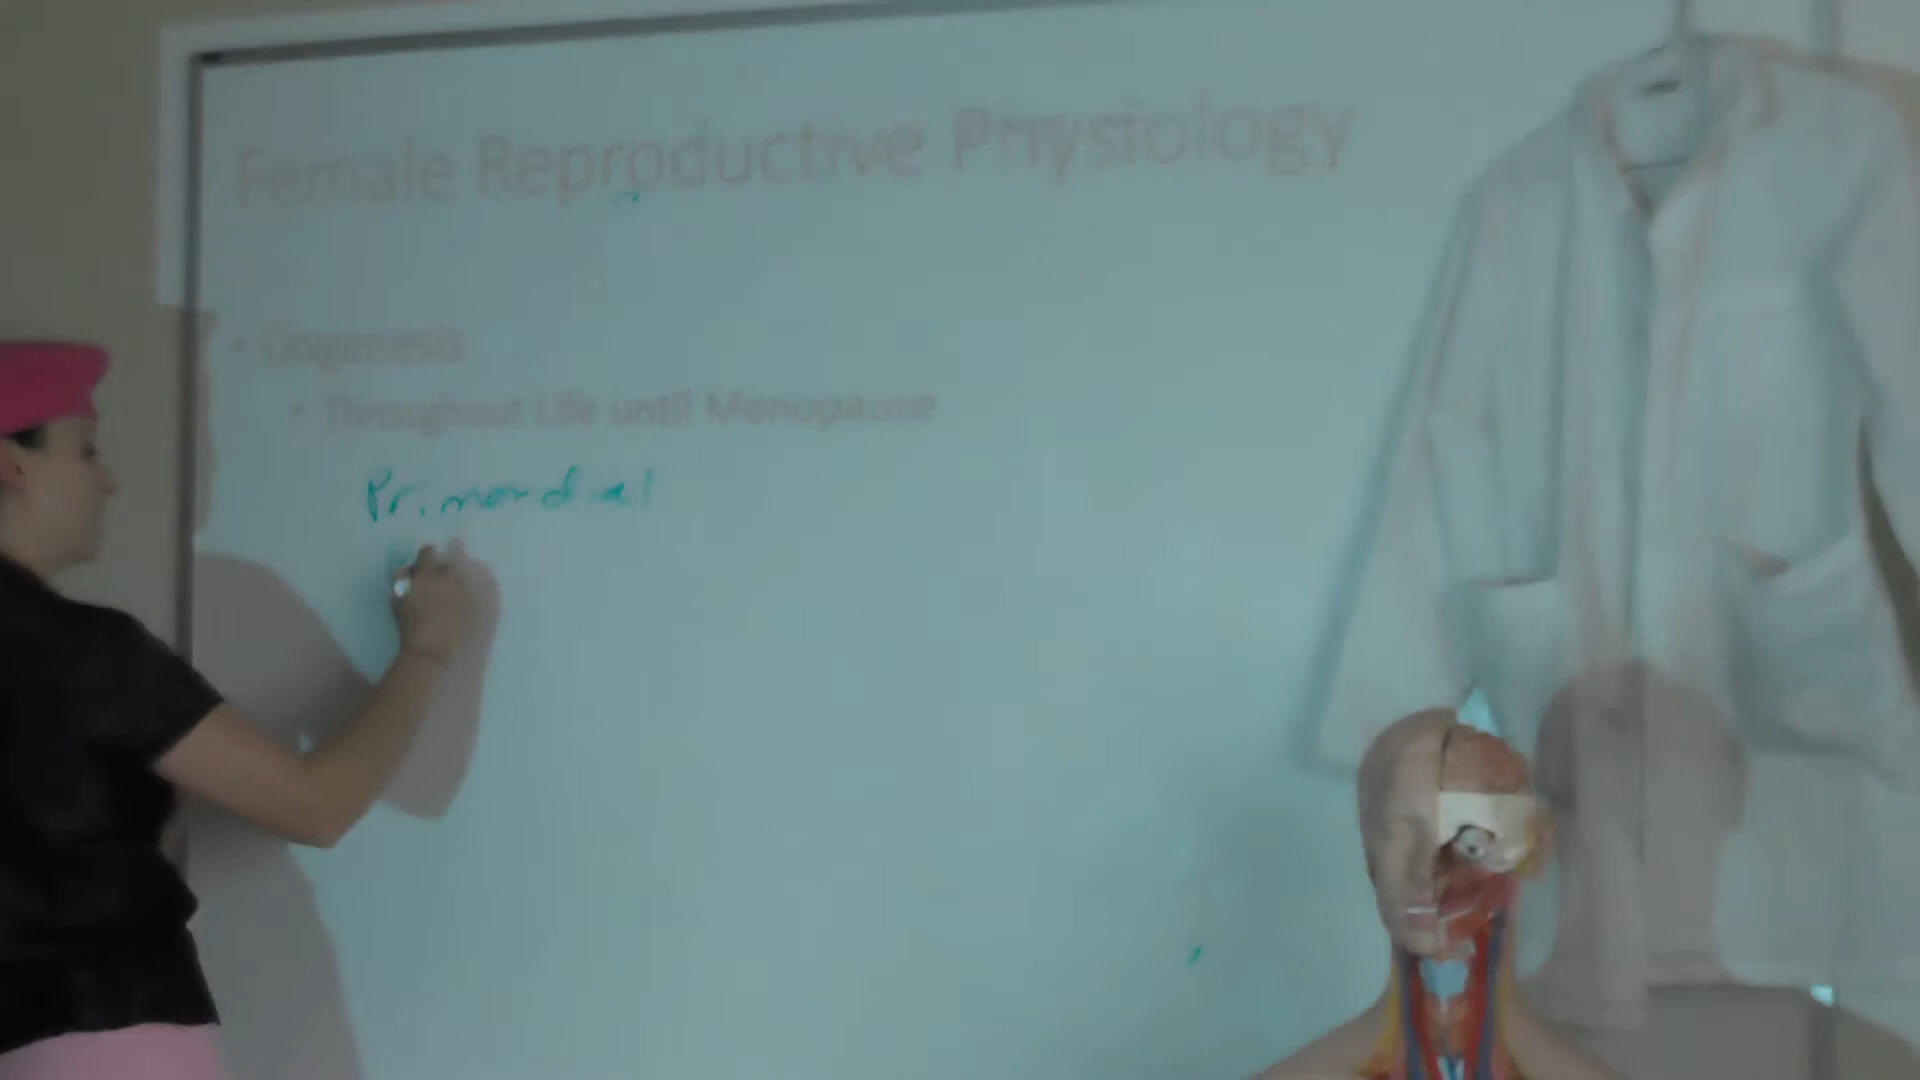 Female Reproductive Physiology
• Oogenesis
• Throughout Life until Menopause
Primordial